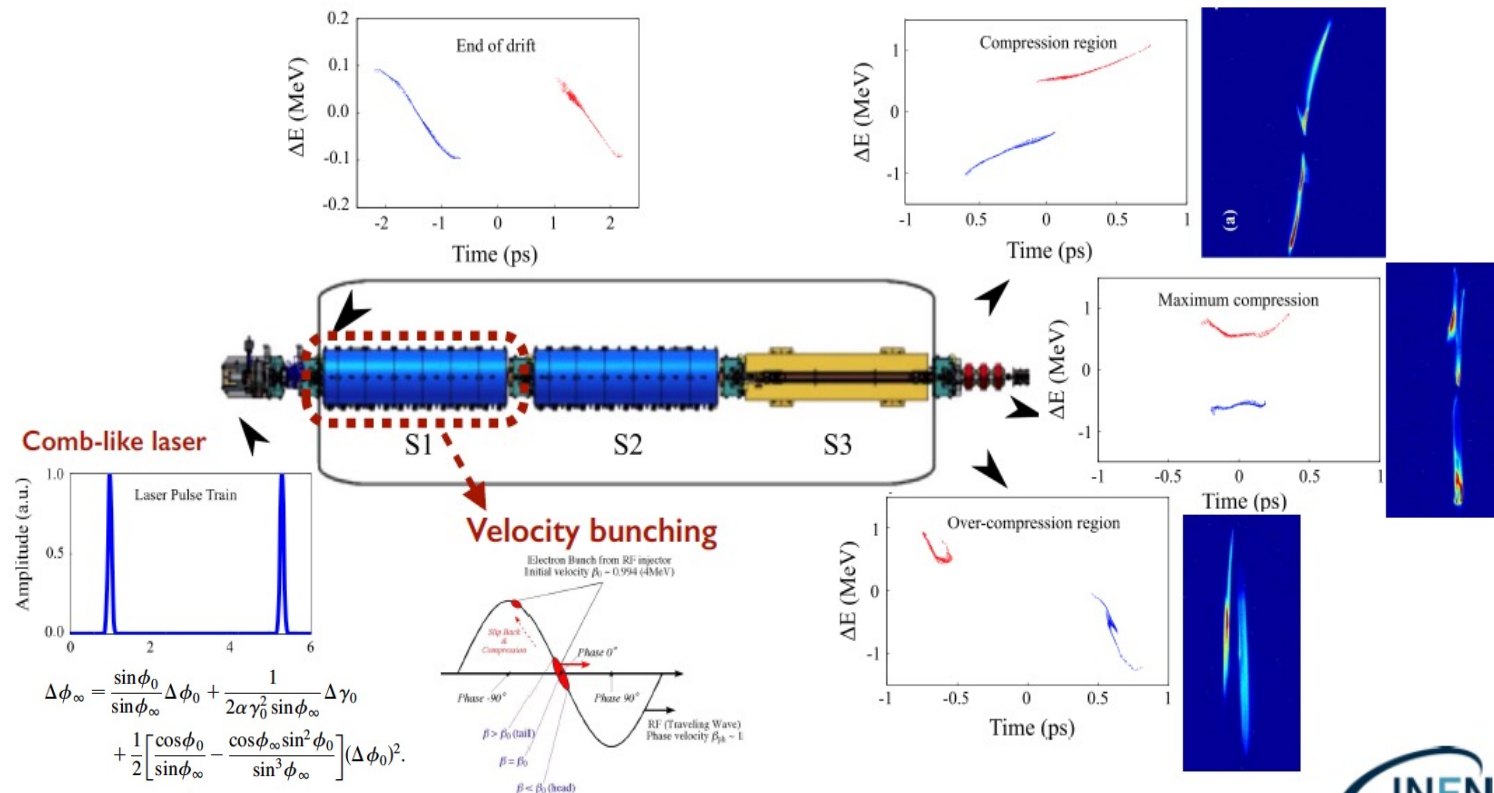 End of drift
ΔE (MeV)
0.2
0.1
0.0
-0.1
-0.2
-2 -1 0 1 2
Time (ps)
Compression region
ΔE (MeV)
1
0
-1
-1 0.5 0 0.5 1
Time (ps)
(a)
Maximum compression
ΔE (MeV)
1
0
-1
-1 0.5 0 0.5 1
Time (ps)
S1 S2 S3
Comb-like laser
Laser Pulse Train
Amplitude (a.u.)
1.0
0.5
0.0
0 2 4 6
Δϕ∞ = sinϕ₀/sinϕ∞ Δϕ₀ + 1/(2αγ₀² sinϕ∞) Δγ₀
+ 1/2 [cosϕ₀/sinϕ∞ − cosϕ∞ sin²ϕ₀/sin³ϕ∞] (Δϕ₀)².
Velocity bunching
Electron Bunch from RF injector
Initial velocity β₀ ~ 0.994 (4MeV)
Slip Back
&
Compression
Phase 0°
Phase -90°
Phase 90°
RF (Traveling Wave)
Phase velocity βph ~ 1
β > β₀ (tail)
β = β₀
β < β₀ (head)
Over-compression region
ΔE (MeV)
1
0
-1
-1 0.5 0 0.5 1
Time (ps)
INFN